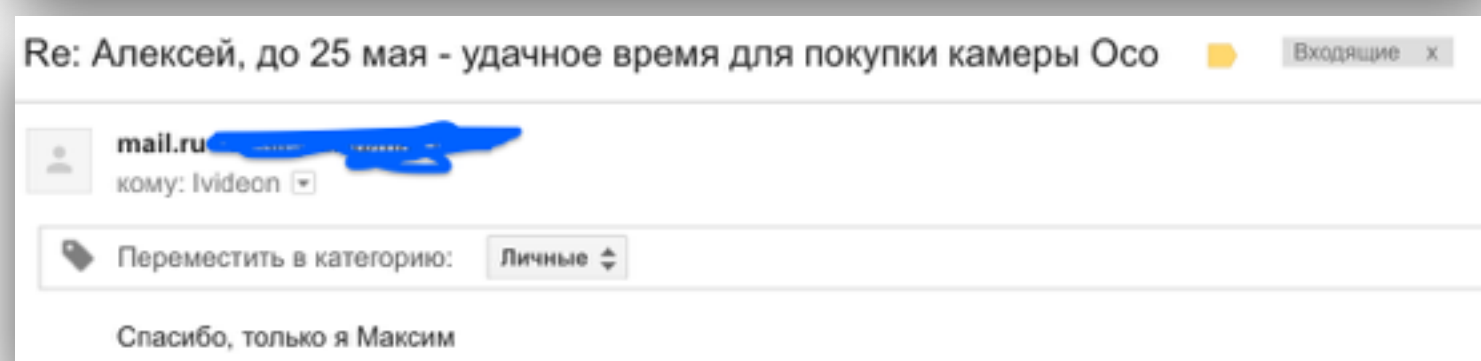 Re: Алексей, до 25 мая - удачное время для покупки камеры Oco
Входящие x
mail.ru
кому: Ivideon
Переместить в категорию: Личные
Спасибо, только я Максим